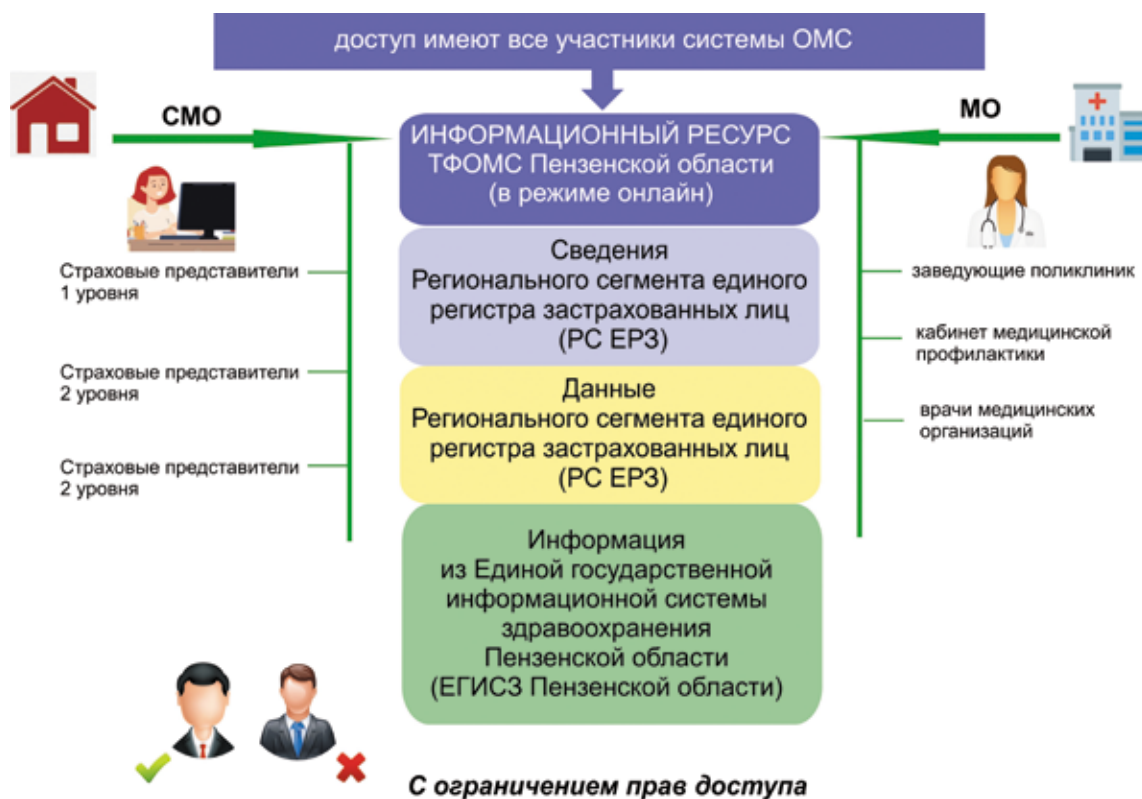 доступ имеют все участники системы ОМС
СМО
МО
ИНФОРМАЦИОННЫЙ РЕСУРС
ТФОМС Пензенской области
(в режиме онлайн)
Страховые представители
1 уровня
Страховые представители
2 уровня
Страховые представители
2 уровня
Сведения
Регионального сегмента единого
регистра застрахованных лиц
(РС ЕРЗ)
Данные
Регионального сегмента единого
регистра застрахованных лиц
(РС ЕРЗ)
Информация
из Единой государственной
информационной системы
здравоохранения
Пензенской области
(ЕГИСЗ Пензенской области)
заведующие поликлиник
кабинет медицинской
профилактики
врачи медицинских
организаций
С ограничением прав доступа